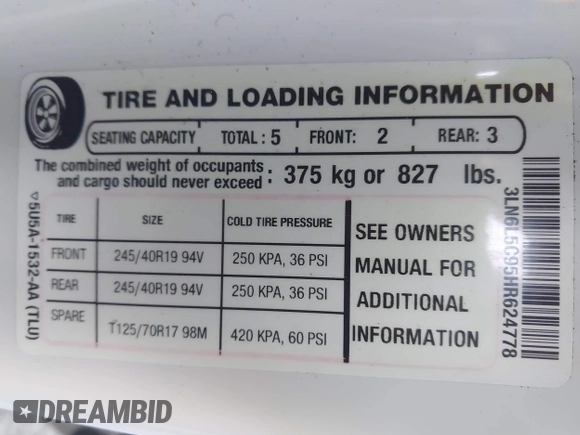 TIRE AND LOADING INFORMATION
SEATING CAPACITY TOTAL: 5 FRONT: 2 REAR: 3
The combined weight of occupants
and cargo should never exceed : 375 kg or 827 lbs.
TIRE SIZE COLD TIRE PRESSURE
FRONT 245/40R19 94V 250 KPA, 36 PSI
REAR 245/40R19 94V 250 KPA, 36 PSI
SPARE T125/70R17 98M 420 KPA, 60 PSI
SEE OWNERS
MANUAL FOR
ADDITIONAL
INFORMATION
5U5A-1532-AA (TLU)
3LN6L5C95HR624778
DREAMBID